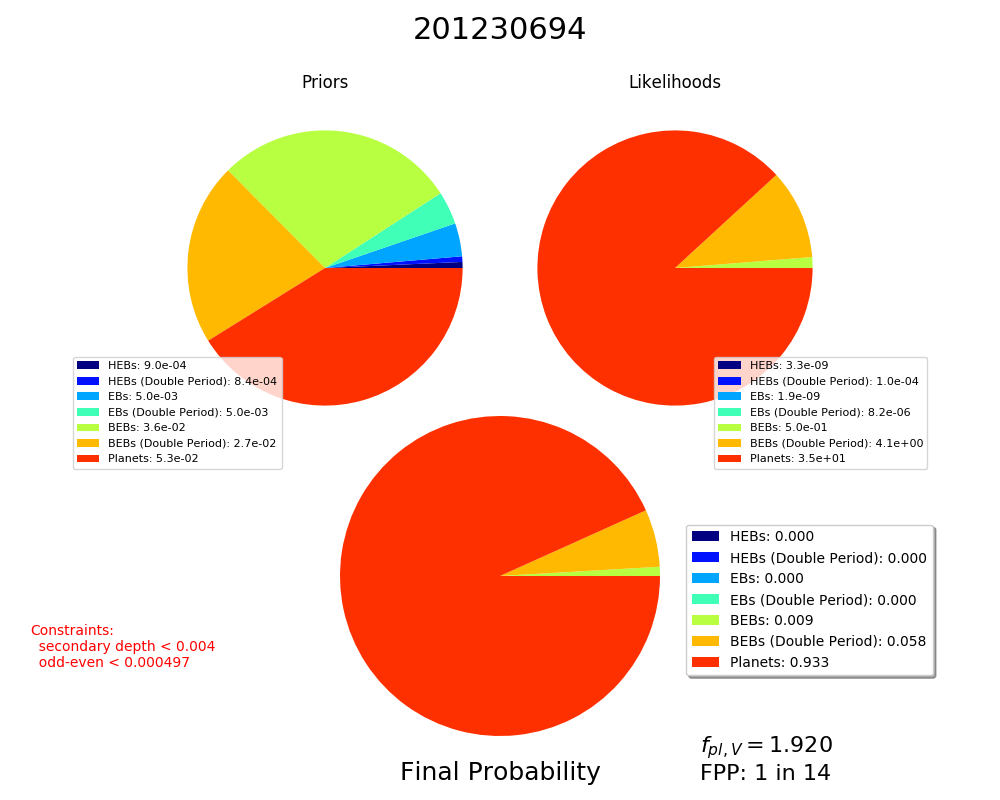 201230694
Priors
Likelihoods
HEBs: 9.0e-04
HEBs (Double Period): 8.4e-04
EBs: 5.0e-03
EBs (Double Period): 5.0e-03
BEBs: 3.6e-02
BEBs (Double Period): 2.7e-02
Planets: 5.3e-02
HEBs: 3.3e-09
HEBs (Double Period): 1.0e-04
EBs: 1.9e-09
EBs (Double Period): 8.2e-06
BEBs: 5.0e-01
BEBs (Double Period): 4.1e+00
Planets: 3.5e+01
HEBs: 0.000
HEBs (Double Period): 0.000
EBs: 0.000
EBs (Double Period): 0.000
BEBs: 0.009
BEBs (Double Period): 0.058
Planets: 0.933
Constraints:
secondary depth < 0.004
odd-even < 0.000497
Final Probability
f_{pl, V} = 1.920
FPP: 1 in 14